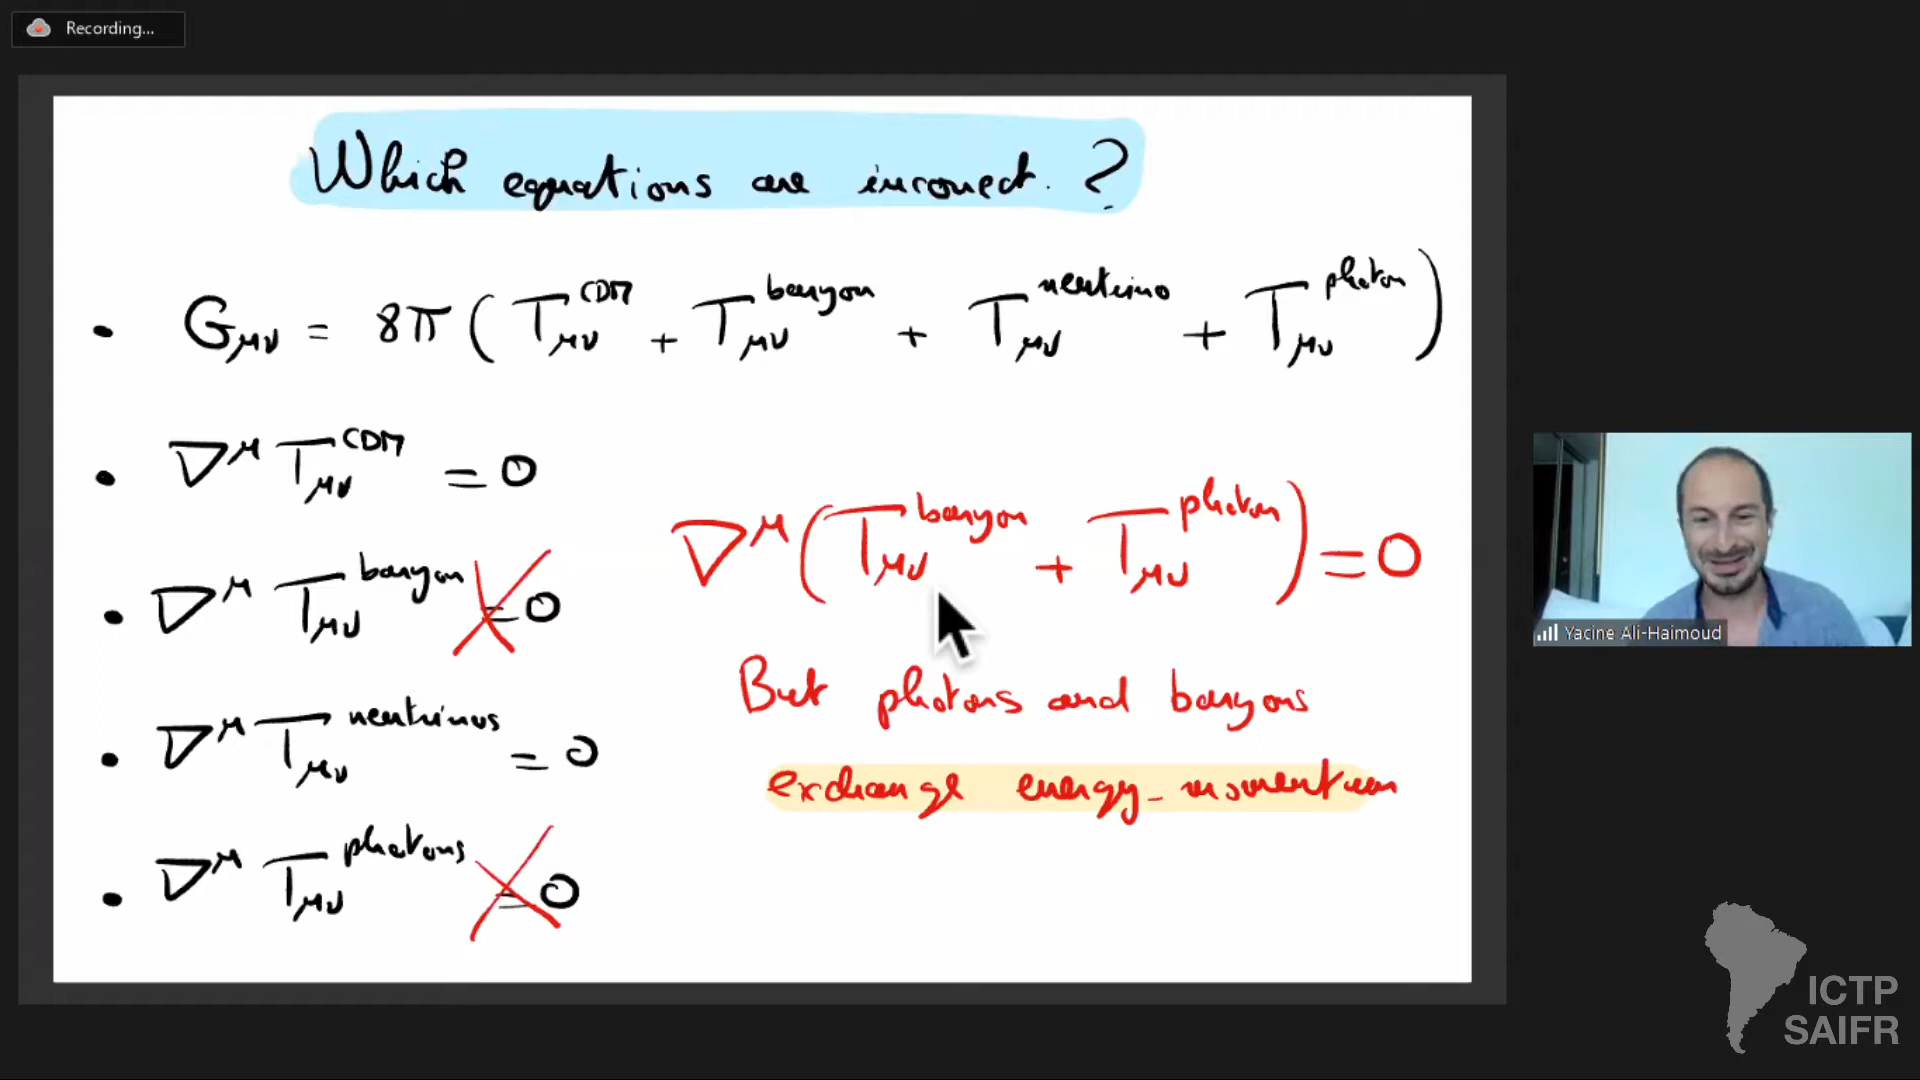 Recording...
Which equations are incorrect. ?
• G_μν = 8π ( T_μν^CDM + T_μν^baryon + T_μν^neutrino + T_μν^photon )
• ∇^μ T_μν^CDM = 0
∇^μ ( T_μν^baryon + T_μν^photon ) = 0
• ∇^μ T_μν^baryon = 0
But photons and baryons
• ∇^μ T_μν^neutrinos = 0
exchange energy-momentum
• ∇^μ T_μν^photons = 0
Yacine Ali-Haimoud
ICTP
SAIFR